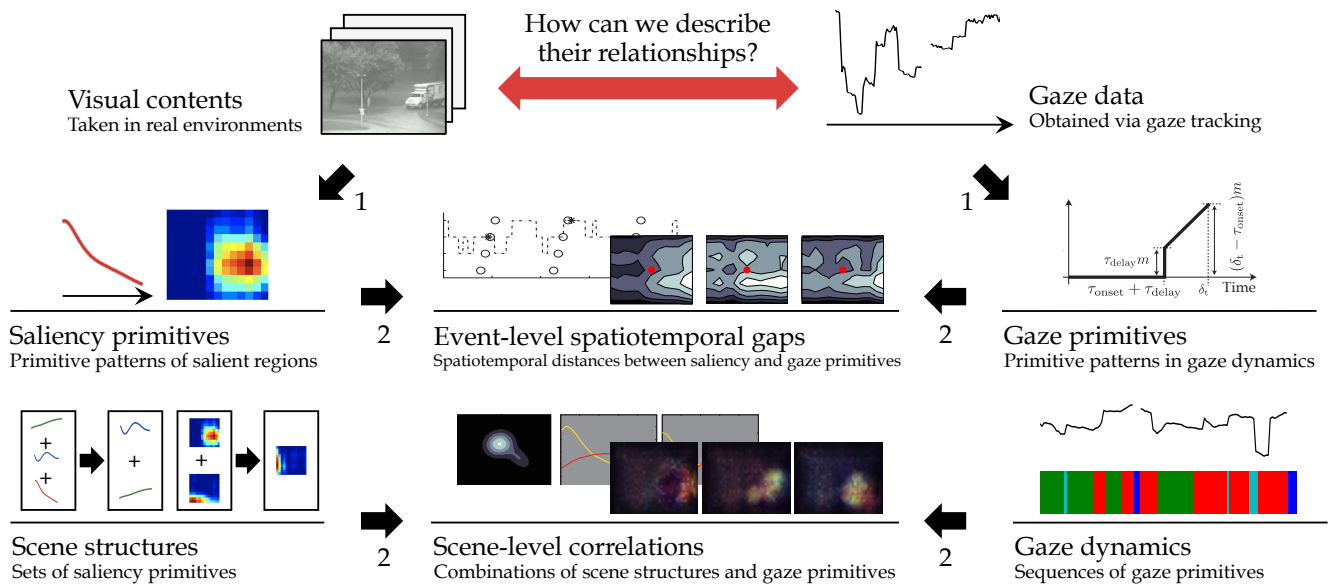 How can we describe
their relationships?
Visual contents
Taken in real environments
Gaze data
Obtained via gaze tracking
1
1
τdelay m
(δt − τonset)m
τonset + τdelay
δt
Time
2
2
Saliency primitives
Primitive patterns of salient regions
Event-level spatiotemporal gaps
Spatiotemporal distances between saliency and gaze primitives
Gaze primitives
Primitive patterns in gaze dynamics
+
+
+
+
2
2
Scene structures
Sets of saliency primitives
Scene-level correlations
Combinations of scene structures and gaze primitives
Gaze dynamics
Sequences of gaze primitives